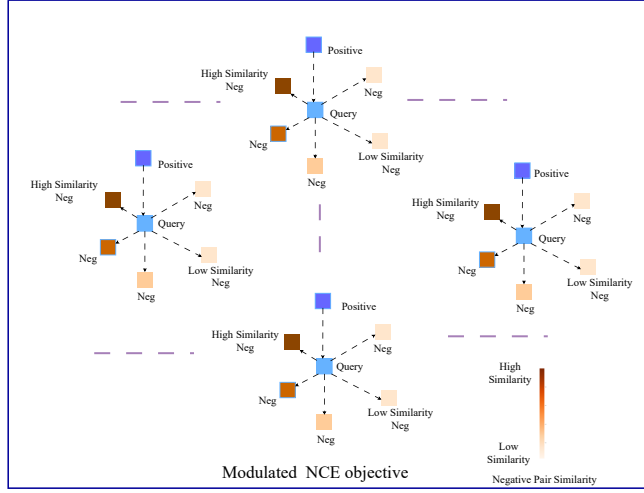 Positive
High Similarity
Neg
Neg
Query
Neg
Low Similarity
Neg
Neg
Positive
High Similarity
Neg
Neg
Query
Neg
Low Similarity
Neg
Neg
Positive
High Similarity
Neg
Neg
Query
Neg
Low Similarity
Neg
Neg
Positive
High Similarity
Neg
Neg
Query
Neg
Low Similarity
Neg
Neg
High
Similarity
Low
Similarity
Negative Pair Similarity
Modulated NCE objective